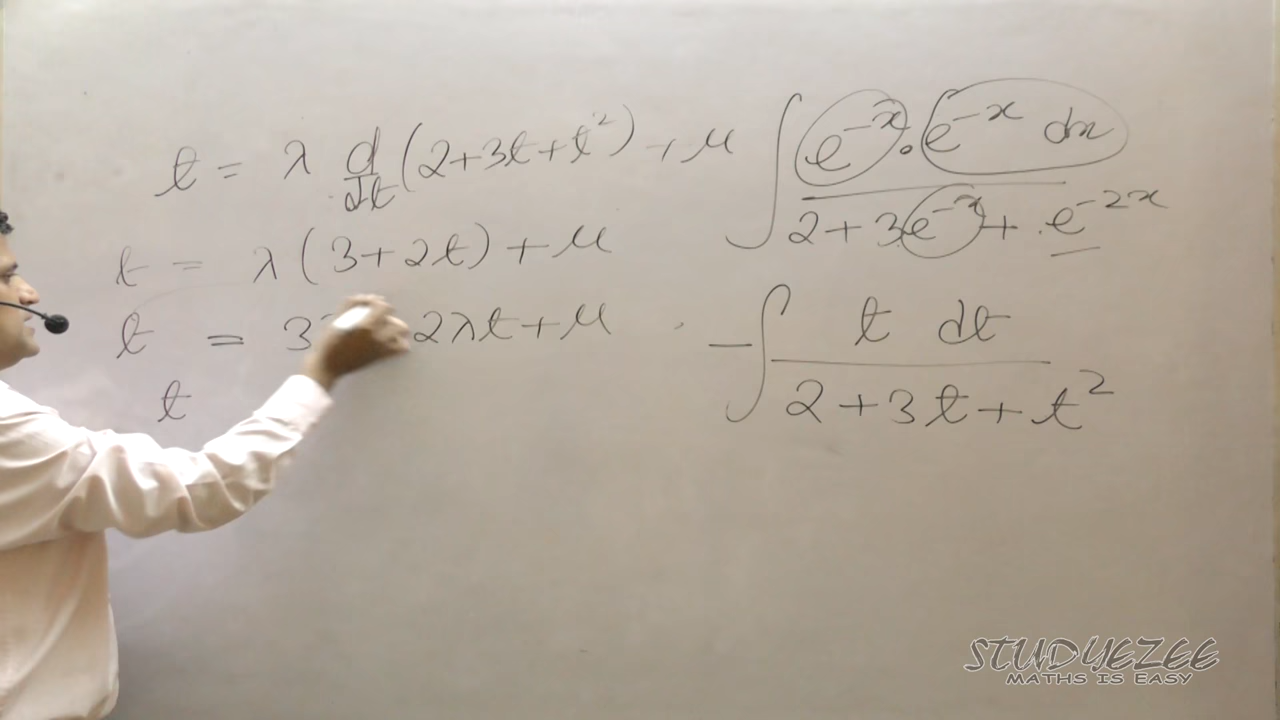 t = λ d/dt (2+3t+t²) + μ
t = λ (3+2t) + μ
t = 3 2λt + μ
t
∫ e^-x . e^-x dx / 2 + 3e^-x + e^-2x
-∫ t dt / 2 + 3t + t²
STUDYEZEE
MATHS IS EASY